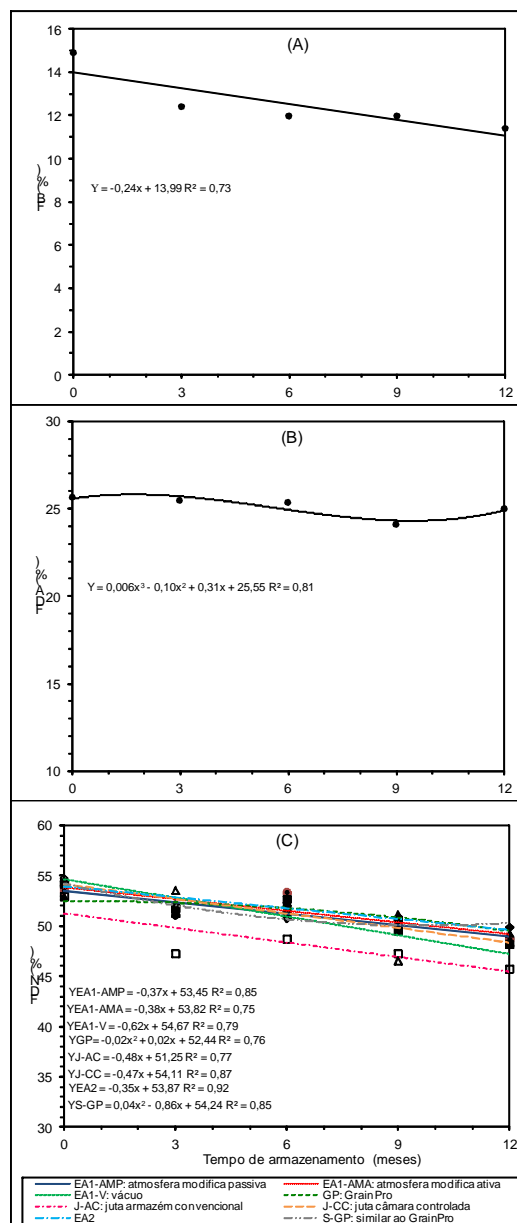 (A)
16
14
12
10
8
6
4
2
0
FB (%)
Y = -0,24x + 13,99 R² = 0,73
0 3 6 9 12
(B)
30
25
20
15
10
FDA (%)
Y = 0,006x³ - 0,10x² + 0,31x + 25,55 R² = 0,81
0 3 6 9 12
(C)
60
55
50
45
40
35
30
FDN (%)
YEA1-AMP = -0,37x + 53,45 R² = 0,85
YEA1-AMA = -0,38x + 53,82 R² = 0,75
YEA1-V = -0,62x + 54,67 R² = 0,79
YGP = -0,02x² + 0,02x + 52,44 R² = 0,76
YJ-AC = -0,48x + 51,25 R² = 0,77
YJ-CC = -0,47x + 54,11 R² = 0,87
YEA2 = -0,35x + 53,87 R² = 0,92
YS-GP = 0,04x² - 0,86x + 54,24 R² = 0,85
0 3 6 9 12
Tempo de armazenamento (meses)
EA1-AMP: atmosfera modifica passiva EA1-AMA: atmosfera modifica ativa
EA1-V: vácuo GP: GrainPro
J-AC: juta armazém convencional J-CC: juta câmara controlada
EA2 S-GP: similar ao GrainPro